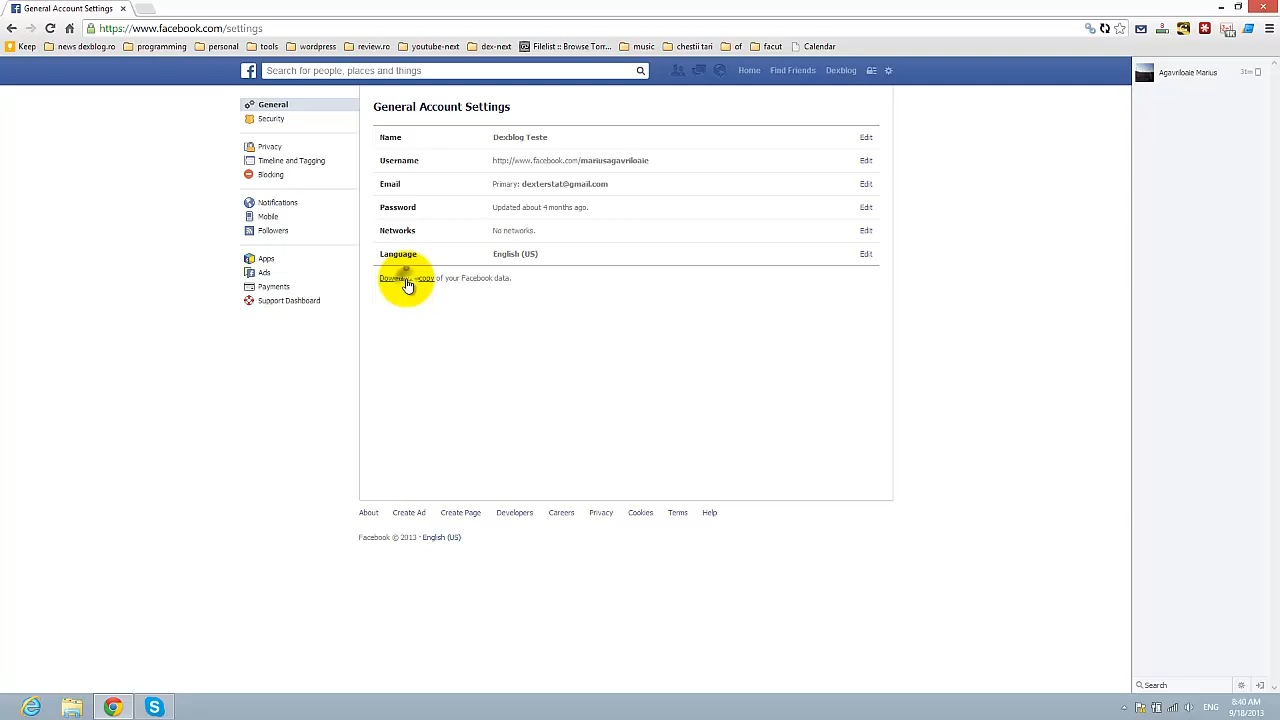 General Account Settings
https://www.facebook.com/settings
Keep news dexblog.ro programming personal tools wordpress review.ro youtube-next dex-next Filelist :: Browse Torr... music chestii tari of facut Calendar
Search for people, places and things Home Find Friends Dexblog
Agavriloaie Marius 31m
General
Security
Privacy
Timeline and Tagging
Blocking
Notifications
Mobile
Followers
Apps
Ads
Payments
Support Dashboard
General Account Settings
Name Dexblog Teste Edit
Username http://www.facebook.com/mariusagavriloaie Edit
Email Primary: dexterstat@gmail.com Edit
Password Updated about 4 months ago. Edit
Networks No networks. Edit
Language English (US) Edit
copy of your Facebook data.
About Create Ad Create Page Developers Careers Privacy Cookies Terms Help
Facebook © 2013 · English (US)
Search
ENG 8:40 AM
9/18/2013